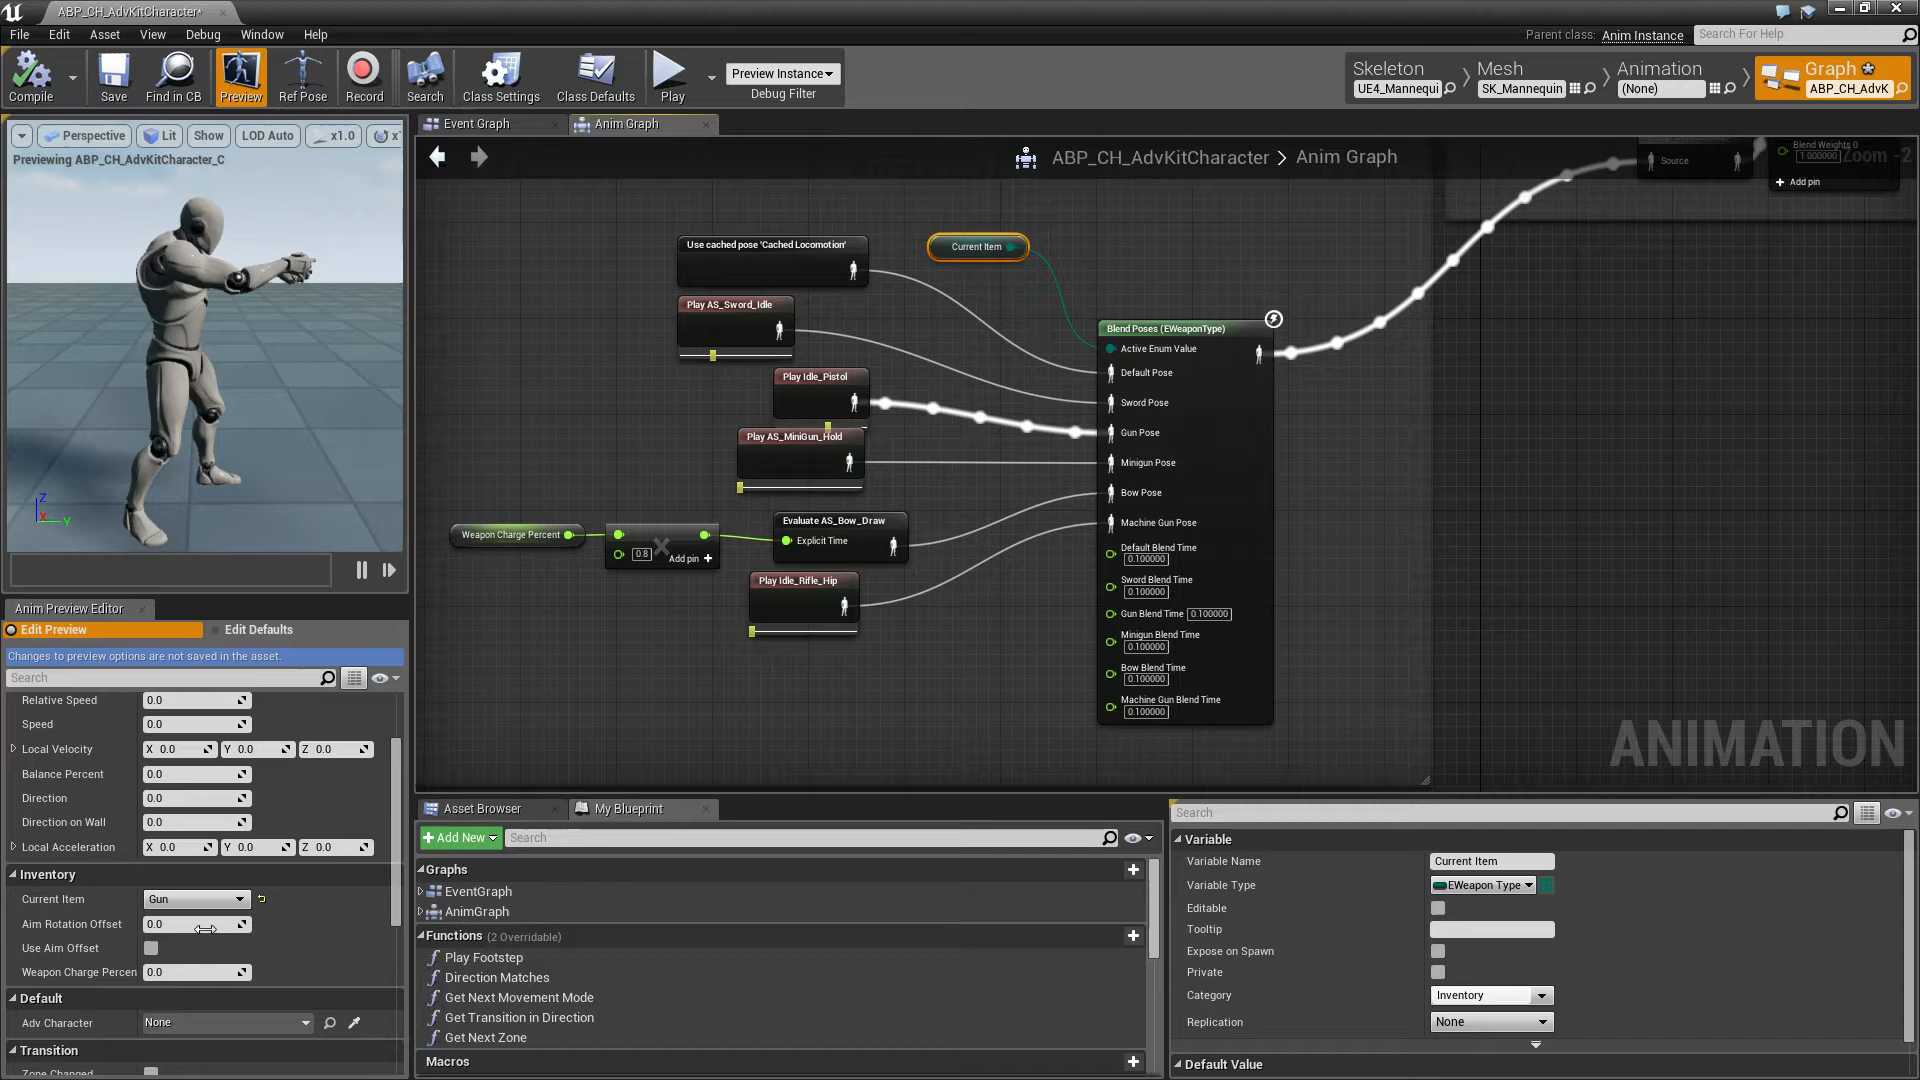 ABP_CH_AdvKitCharacter*
File Edit Asset View Debug Window Help
Parent class: Anim Instance
Search For Help
Compile
Save
Find in CB
Preview
Ref Pose
Record
Search
Class Settings
Class Defaults
Play
Preview Instance
Debug Filter
Skeleton
UE4_Mannequi
Mesh
SK_Mannequin
Animation
(None)
Graph
ABP_CH_AdvK
Perspective
Lit
Show
LOD Auto
x1.0
Previewing ABP_CH_AdvKitCharacter_C
Z
X
Y
Event Graph
Anim Graph
ABP_CH_AdvKitCharacter > Anim Graph
Zoom -2
Source
Blend Weights 0
1.000000
Add pin
Use cached pose 'Cached Locomotion'
Current Item
Play AS_Sword_Idle
Play Idle_Pistol
Play AS_MiniGun_Hold
Weapon Charge Percent
0.8
Add pin
Evaluate AS_Bow_Draw
Explicit Time
Play Idle_Rifle_Hip
Blend Poses (EWeaponType)
Active Enum Value
Default Pose
Sword Pose
Gun Pose
Minigun Pose
Bow Pose
Machine Gun Pose
Default Blend Time
0.100000
Sword Blend Time
0.100000
Gun Blend Time 0.100000
Minigun Blend Time
0.100000
Bow Blend Time
0.100000
Machine Gun Blend Time
0.100000
ANIMATION
Anim Preview Editor
Edit Preview
Edit Defaults
Changes to preview options are not saved in the asset.
Search
Relative Speed 0.0
Speed 0.0
Local Velocity X 0.0 Y 0.0 Z 0.0
Balance Percent 0.0
Direction 0.0
Direction on Wall 0.0
Local Acceleration X 0.0 Y 0.0 Z 0.0
Inventory
Current Item Gun
Aim Rotation Offset 0.0
Use Aim Offset
Weapon Charge Percen 0.0
Default
Adv Character None
Transition
Zone Changed
Asset Browser
My Blueprint
Add New
Search
Graphs
EventGraph
AnimGraph
Functions (2 Overridable)
Play Footstep
Direction Matches
Get Next Movement Mode
Get Transition in Direction
Get Next Zone
Macros
Search
Variable
Variable Name Current Item
Variable Type EWeapon Type
Editable
Tooltip
Expose on Spawn
Private
Category Inventory
Replication None
Default Value